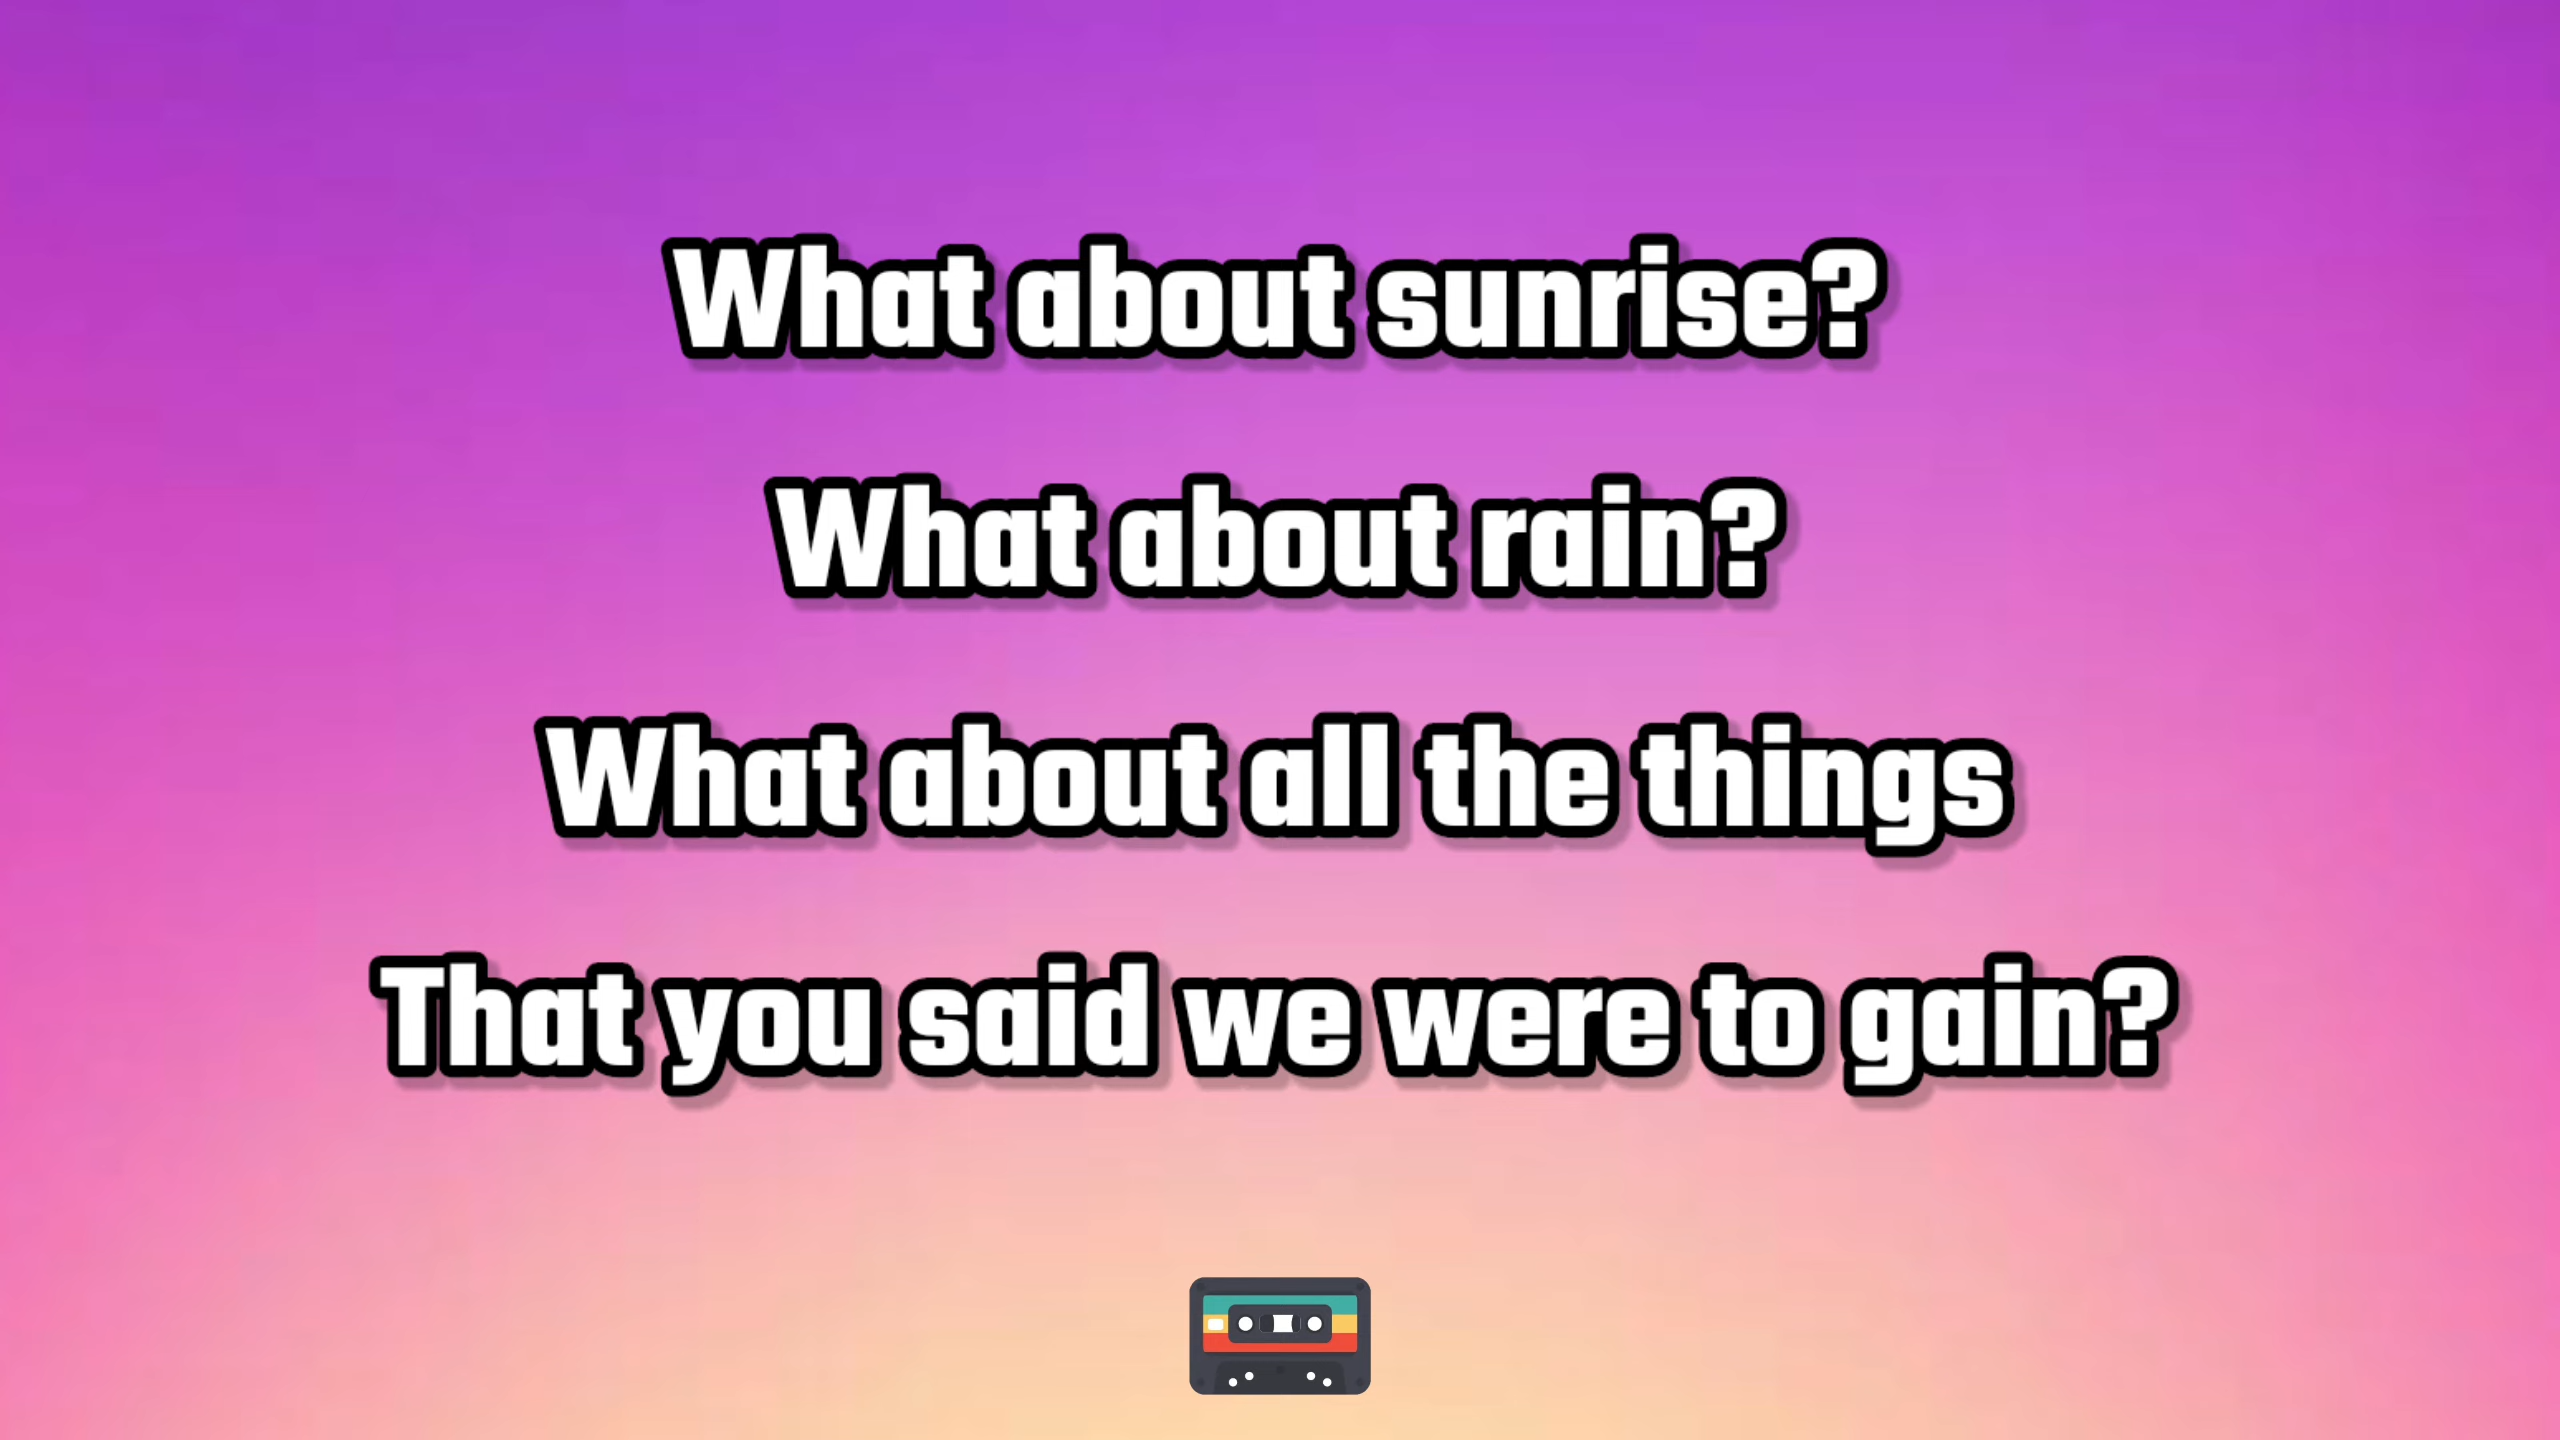 What about sunrise?
What about rain?
What about all the things
That you said we were to gain?